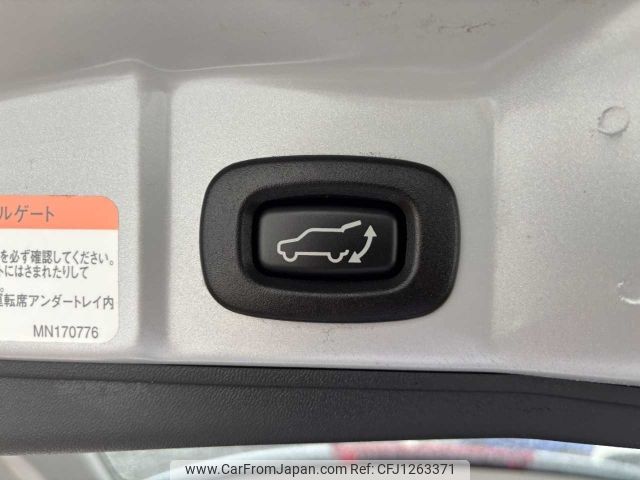 ルゲート
を必ず確認してください。
トにはさまれたりして
。
運転席アンダートレイ内
MN170776
www.CarFromJapan.com CFJ1263371